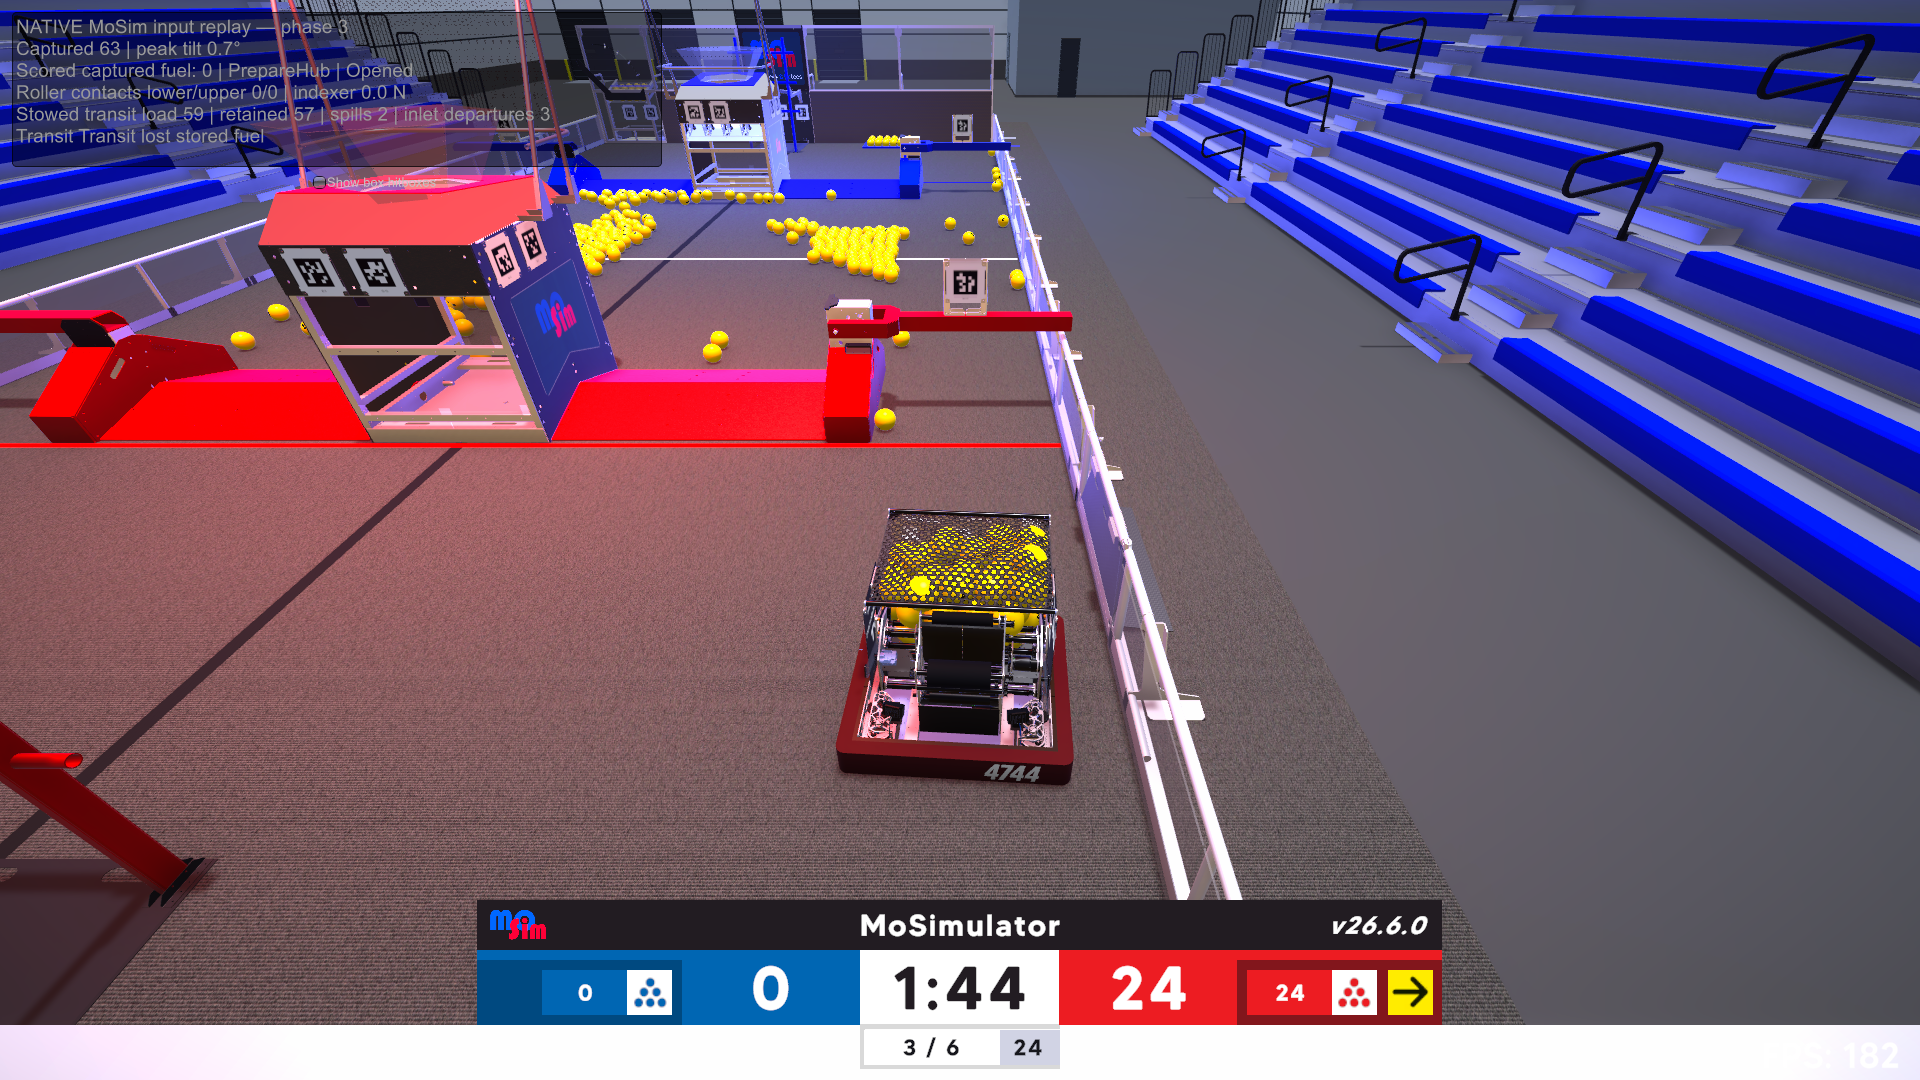 NATIVE MoSim input replay — phase 3
Captured 63 | peak tilt 0.7°
Scored captured fuel: 0 | PrepareHub | Opened
Roller contacts lower/upper 0/0 | indexer 0.0 N
Stowed transit load 59 | retained 57 | spills 2 | inlet departures 3
Transit Transit lost stored fuel
Show box
MoSim
37
4744
MoSim
MoSimulator
v26.6.0
0
0
1:44
24
24
3 / 6
24
182